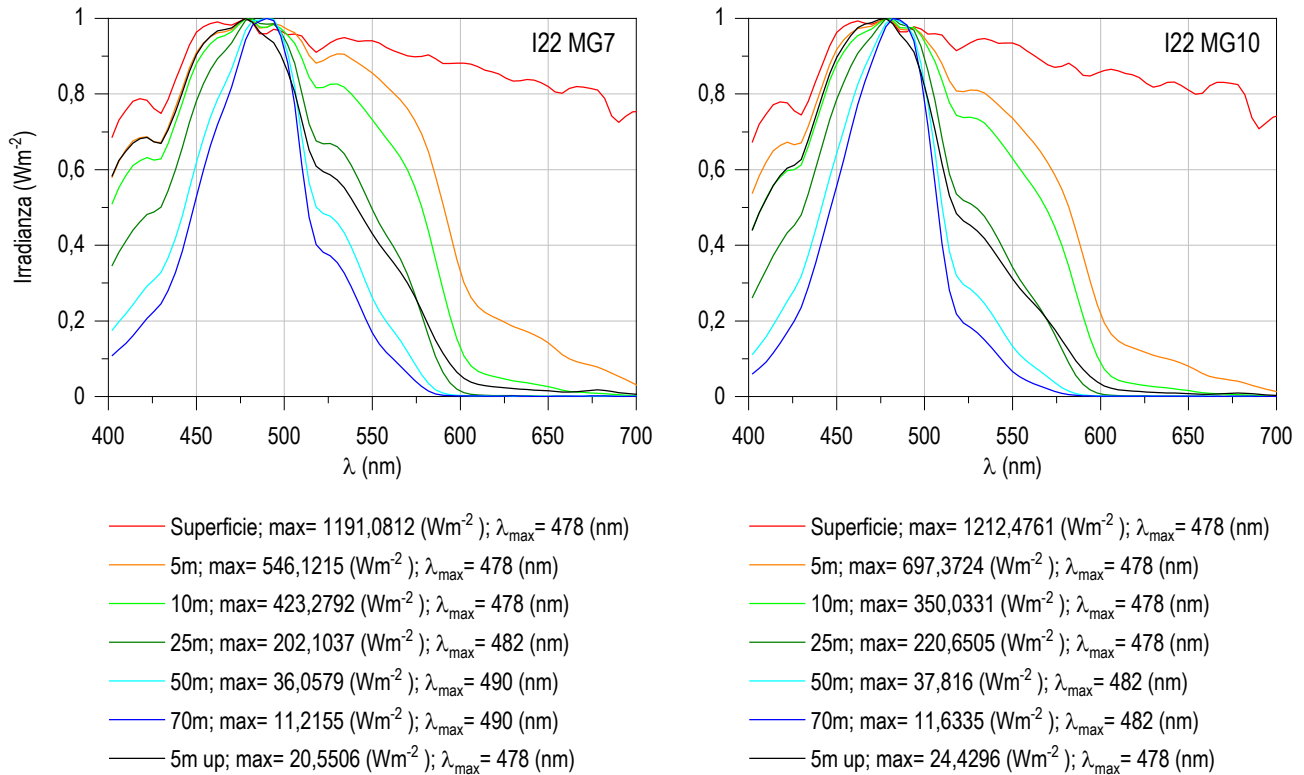 I22 MG7
Irradianza (Wm-2)
1
0,8
0,6
0,4
0,2
0
400 450 500 550 600 650 700
λ (nm)
Superficie; max= 1191,0812 (Wm-2 ); λmax= 478 (nm)
5m; max= 546,1215 (Wm-2 ); λmax= 478 (nm)
10m; max= 423,2792 (Wm-2 ); λmax= 478 (nm)
25m; max= 202,1037 (Wm-2 ); λmax= 482 (nm)
50m; max= 36,0579 (Wm-2 ); λmax= 490 (nm)
70m; max= 11,2155 (Wm-2 ); λmax= 490 (nm)
5m up; max= 20,5506 (Wm-2 ); λmax= 478 (nm)
I22 MG10
1
0,8
0,6
0,4
0,2
0
400 450 500 550 600 650 700
λ (nm)
Superficie; max= 1212,4761 (Wm-2 ); λmax= 478 (nm)
5m; max= 697,3724 (Wm-2 ); λmax= 478 (nm)
10m; max= 350,0331 (Wm-2 ); λmax= 478 (nm)
25m; max= 220,6505 (Wm-2 ); λmax= 478 (nm)
50m; max= 37,816 (Wm-2 ); λmax= 482 (nm)
70m; max= 11,6335 (Wm-2 ); λmax= 482 (nm)
5m up; max= 24,4296 (Wm-2 ); λmax= 478 (nm)